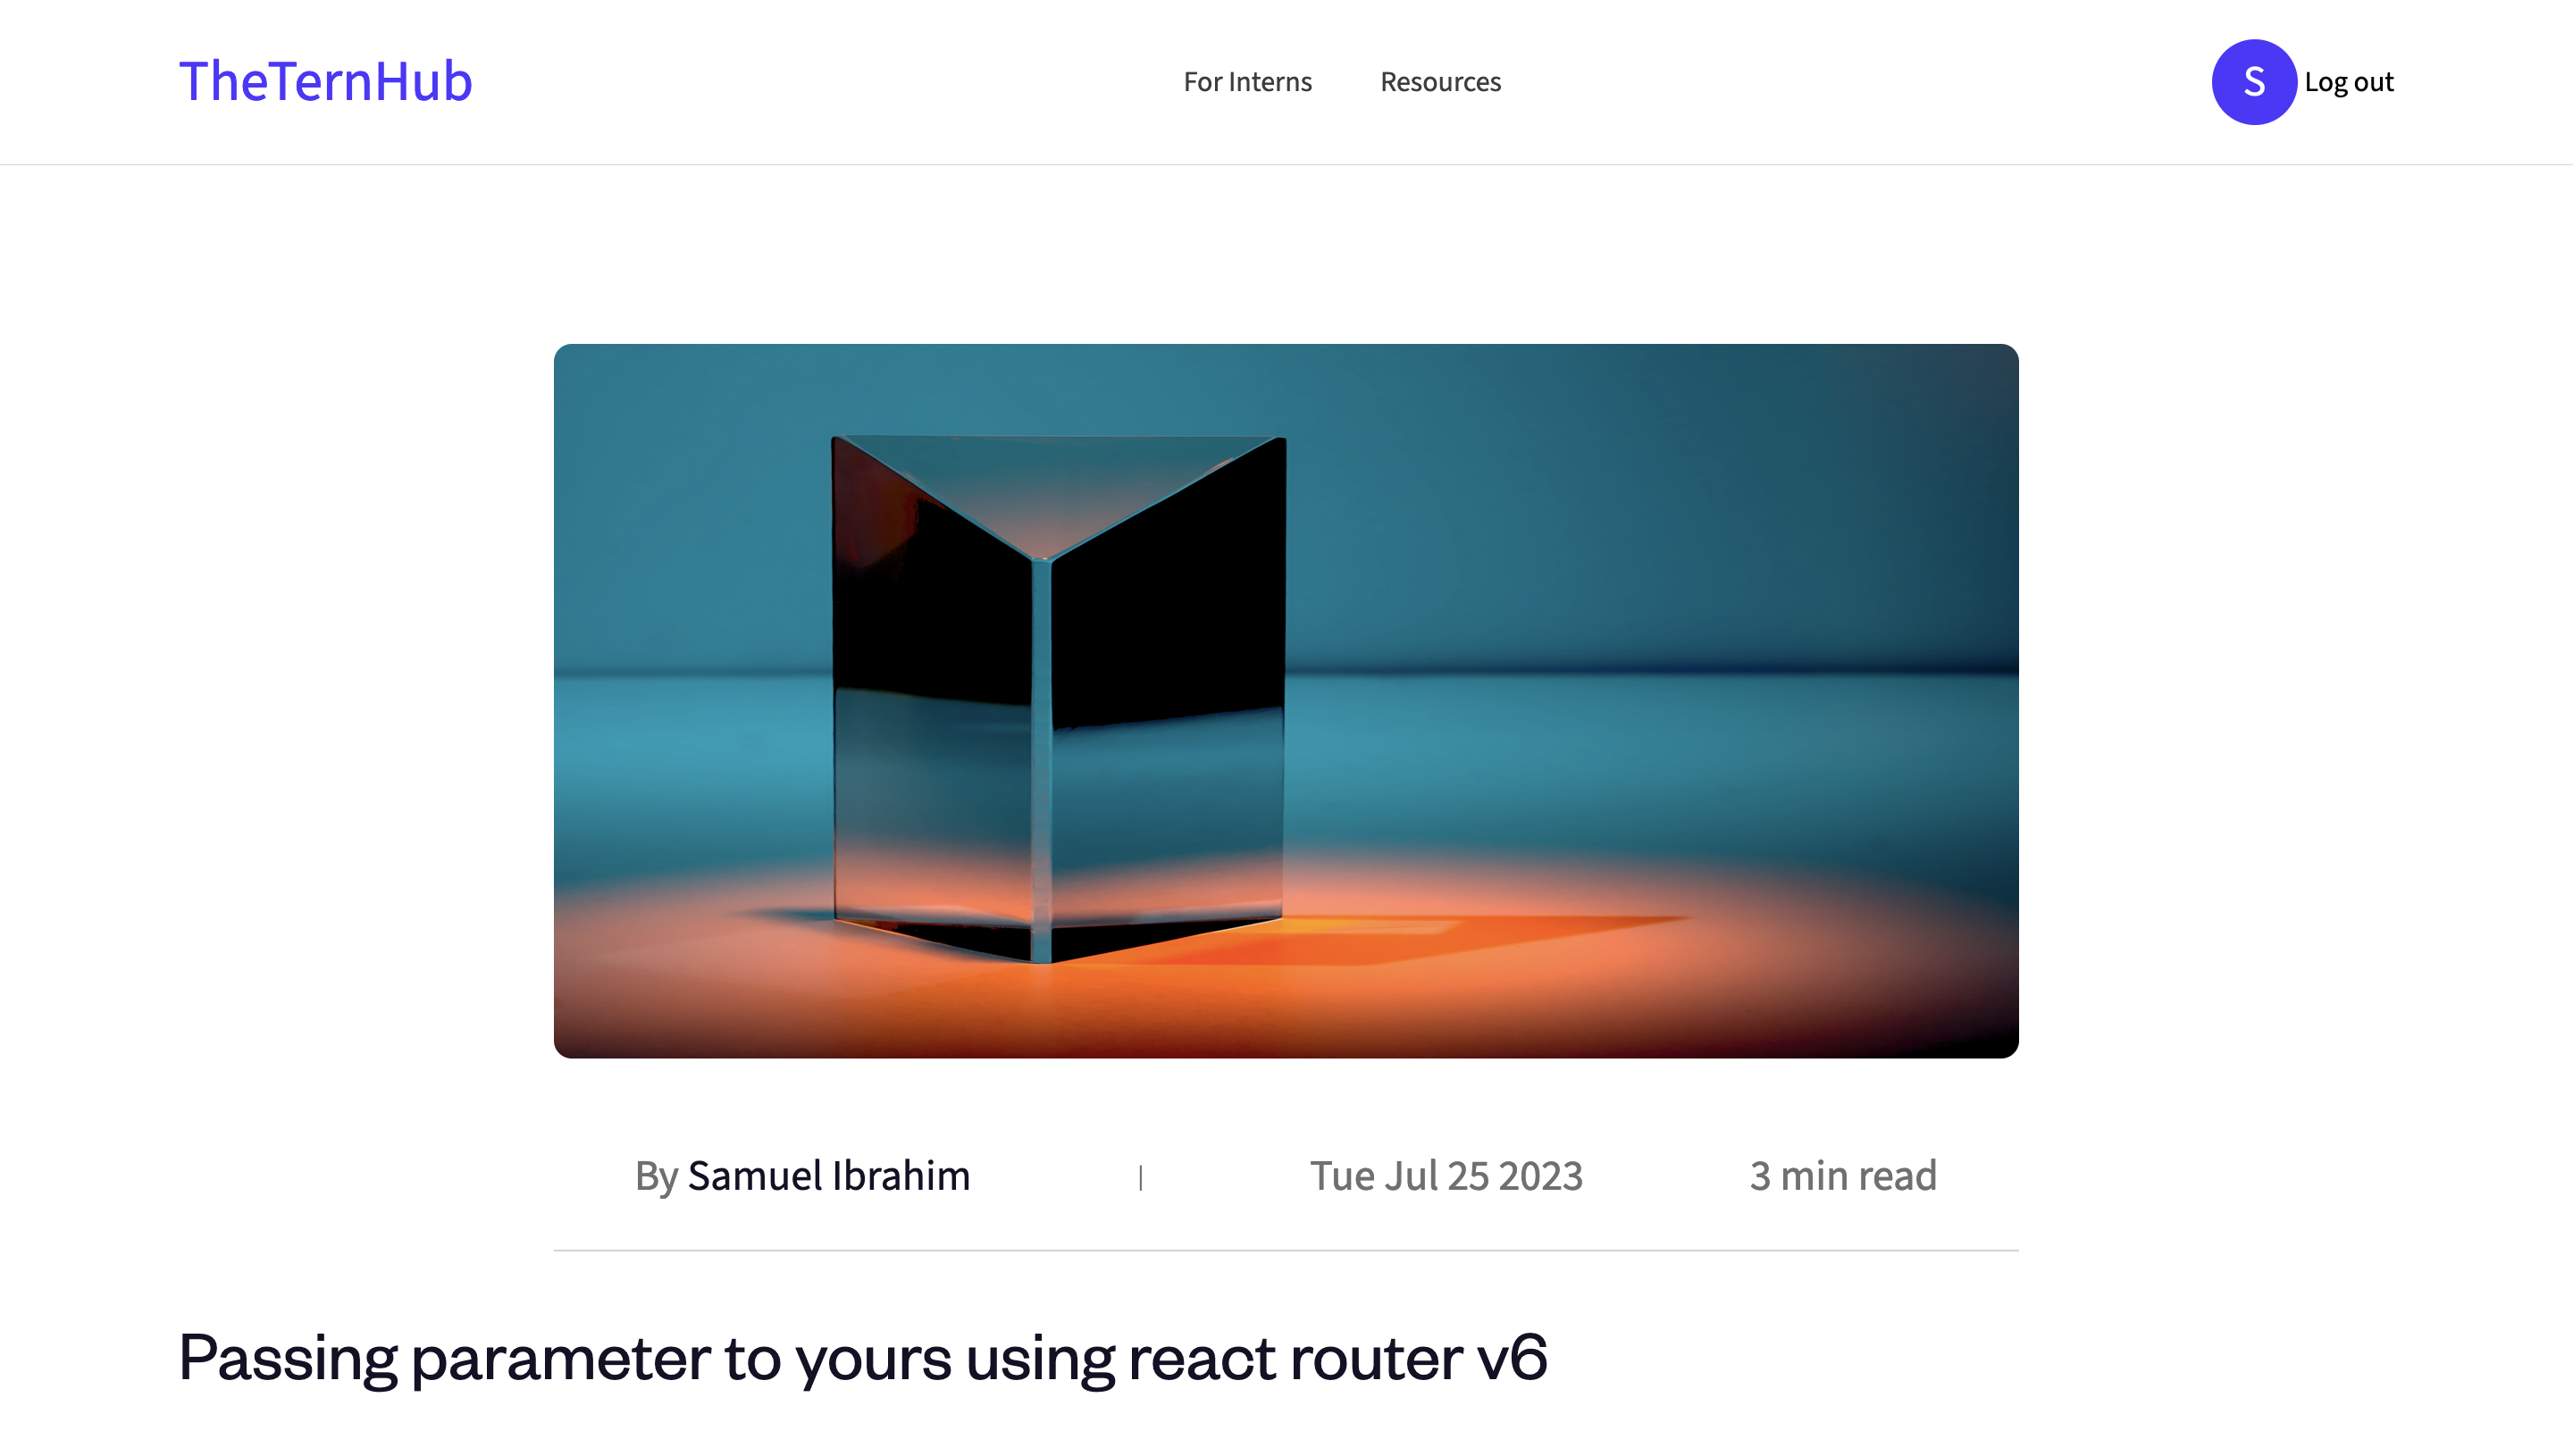 TheTernHub
For Interns
Resources
S
Log out
By Samuel Ibrahim
|
Tue Jul 25 2023
3 min read
Passing parameter to yours using react router v6